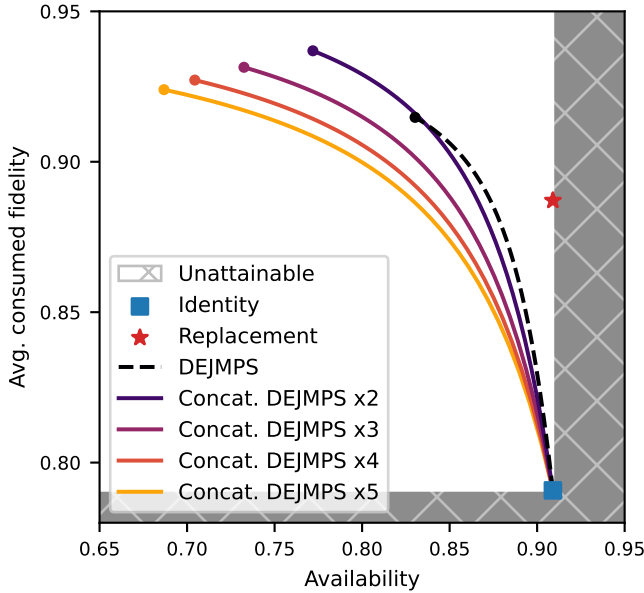 0.95
0.90
0.85
0.80
Avg. consumed fidelity
Unattainable
Identity
Replacement
DEJMPS
Concat. DEJMPS x2
Concat. DEJMPS x3
Concat. DEJMPS x4
Concat. DEJMPS x5
0.65 0.70 0.75 0.80 0.85 0.90 0.95
Availability